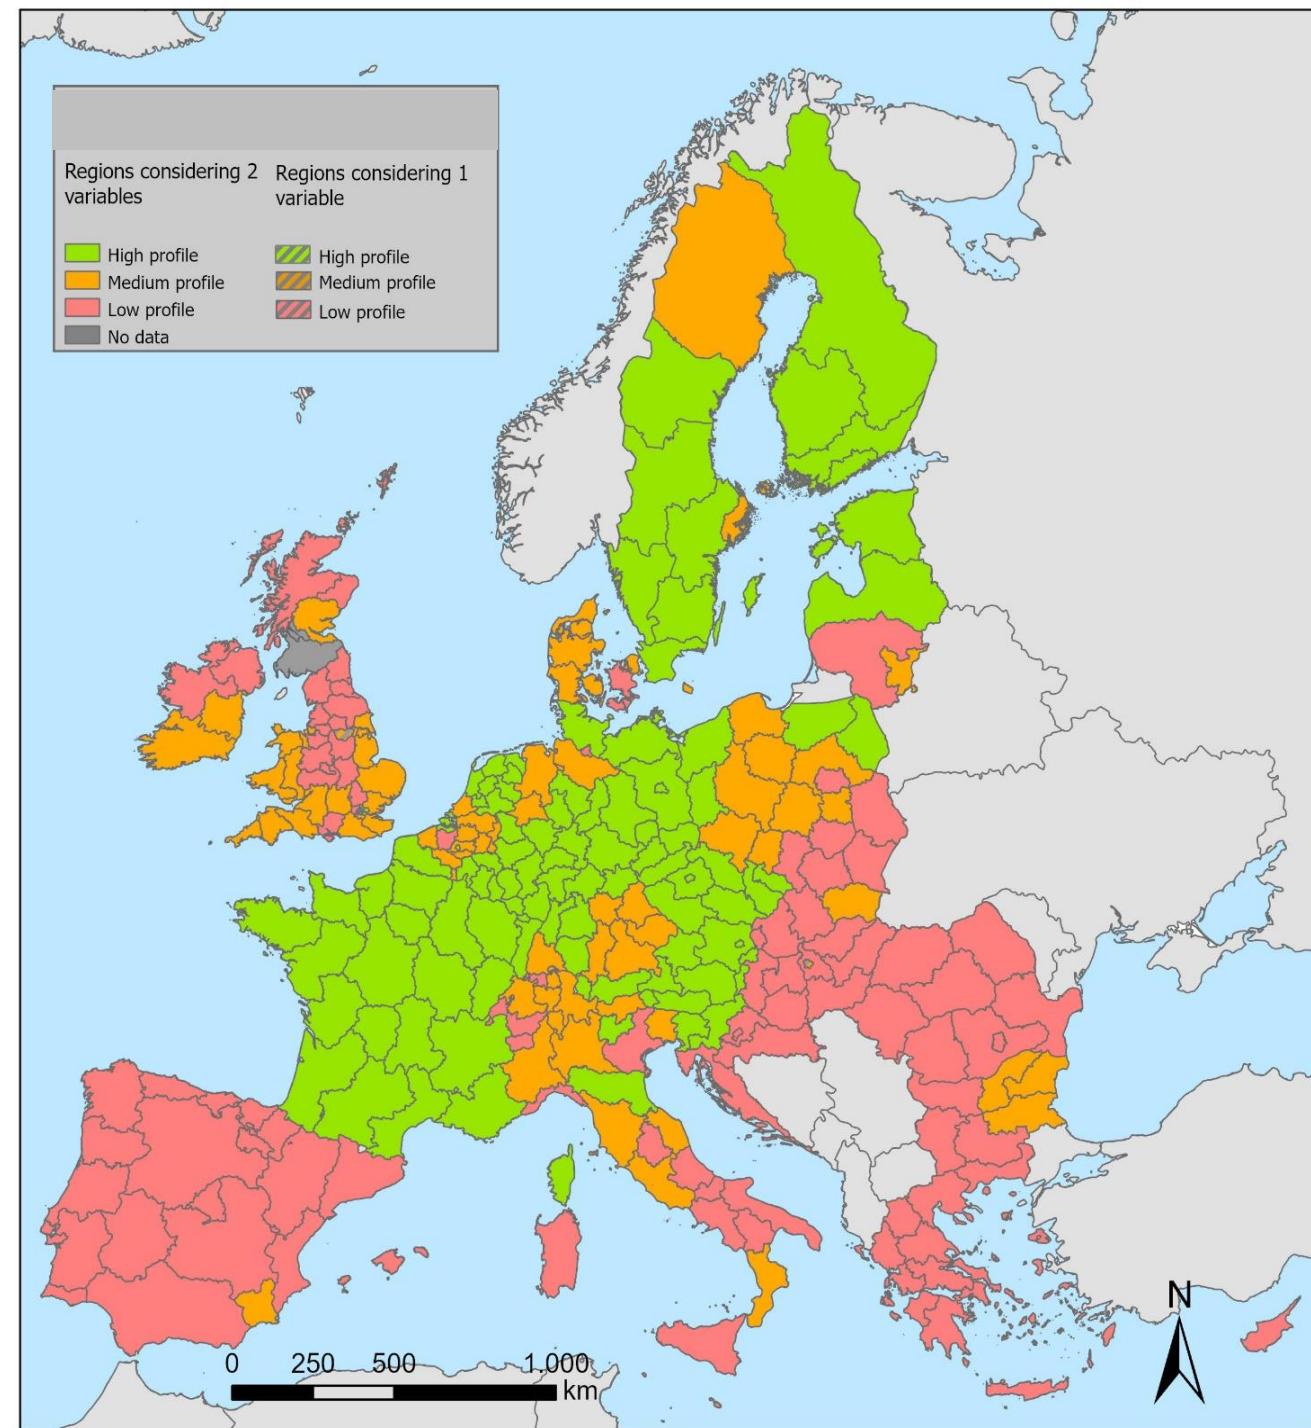 Regions considering 2 variables
Regions considering 1 variable
High profile
Medium profile
Low profile
No data
High profile
Medium profile
Low profile
N
0 250 500 1.000
km